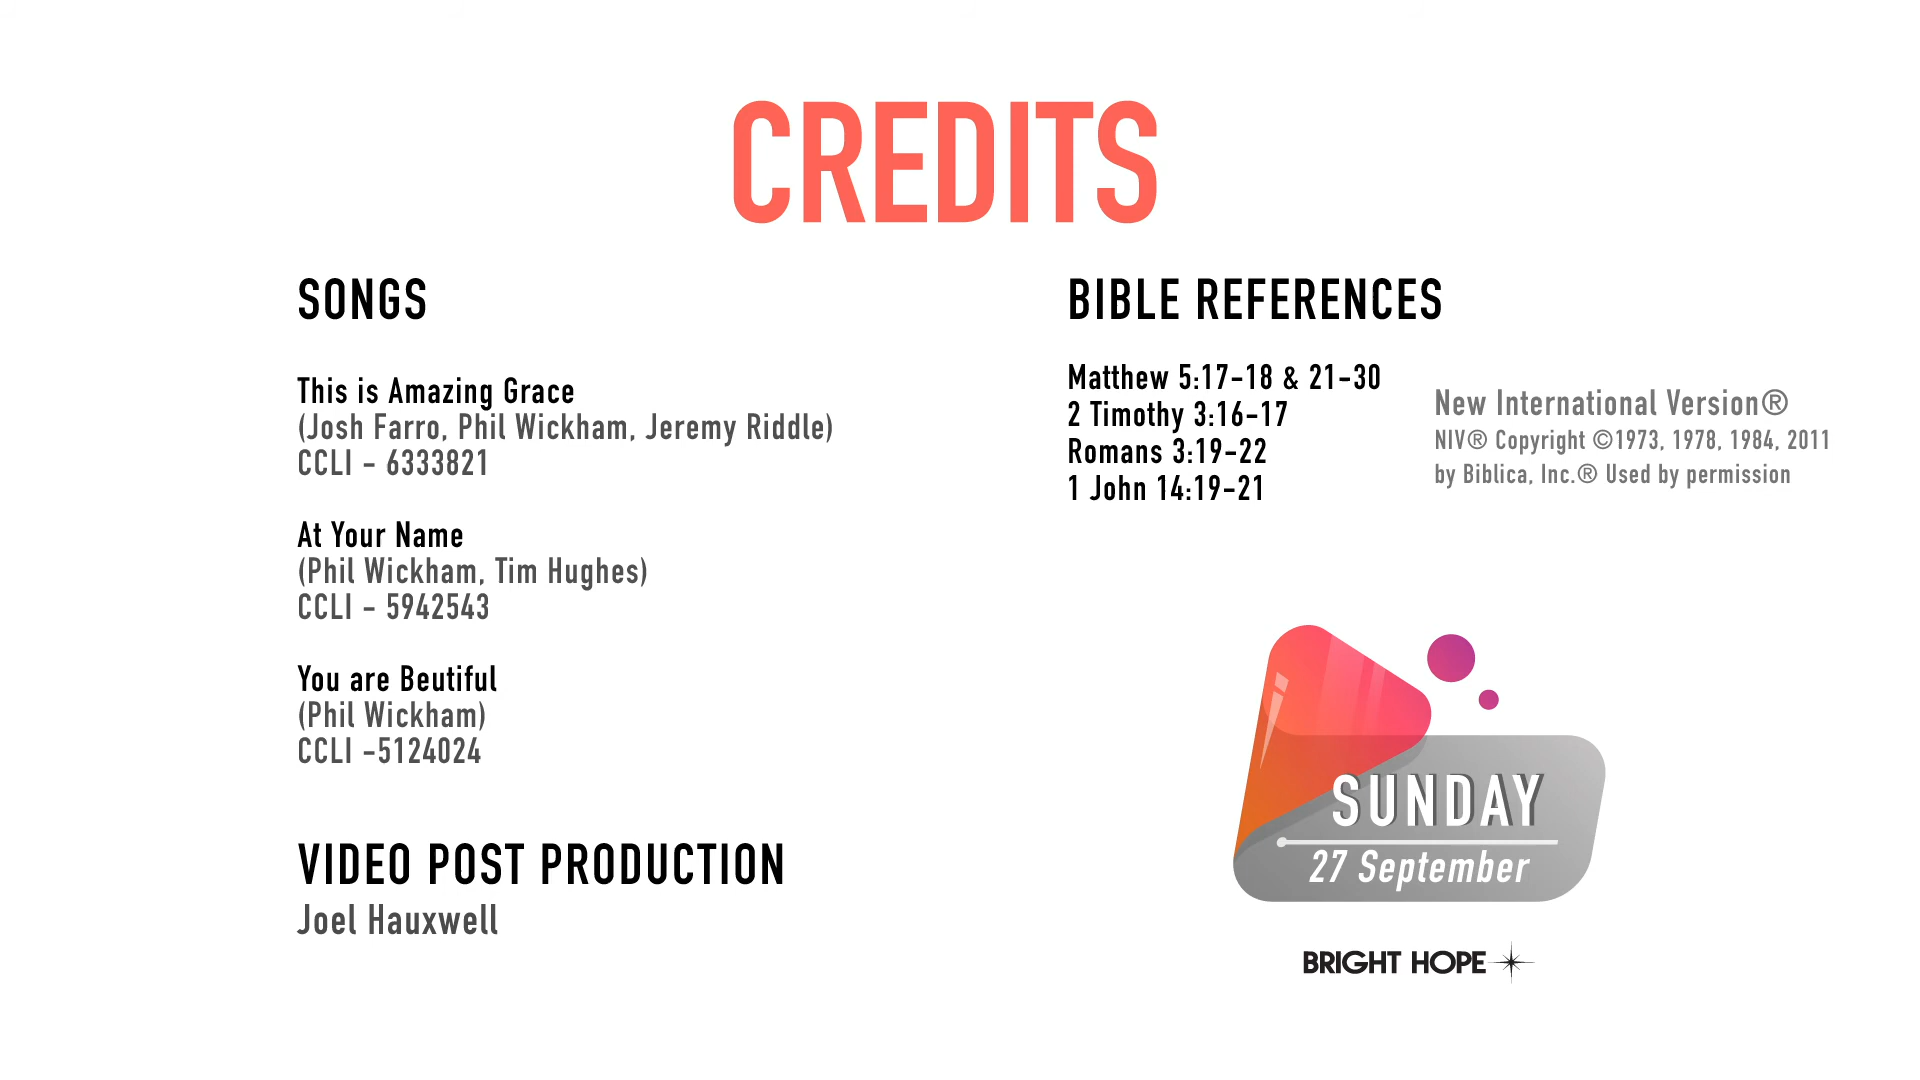 CREDITS
SONGS
This is Amazing Grace
(Josh Farro, Phil Wickham, Jeremy Riddle)
CCLI - 6333821
At Your Name
(Phil Wickham, Tim Hughes)
CCLI - 5942543
You are Beutiful
(Phil Wickham)
CCLI -5124024
VIDEO POST PRODUCTION
Joel Hauxwell
BIBLE REFERENCES
Matthew 5:17-18 & 21-30
2 Timothy 3:16-17
Romans 3:19-22
1 John 14:19-21
New International Version®
NIV® Copyright ©1973, 1978, 1984, 2011
by Biblica, Inc.® Used by permission
SUNDAY
27 September
BRIGHT HOPE